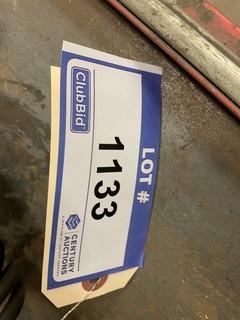 LOT #
1133
ClubBid
CENTURY
AUCTIONS